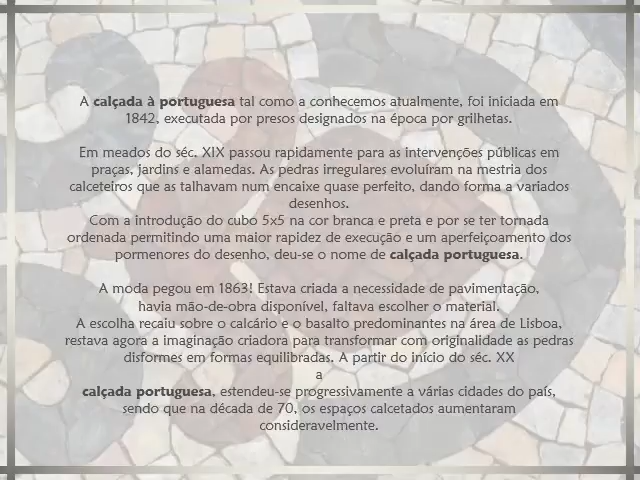 A calçada à portuguesa tal como a conhecemos atualmente, foi iniciada em
1842, executada por presos designados na época por grilhetas.
Em meados do séc. XIX passou rapidamente para as intervenções públicas em
praças, jardins e alamedas. As pedras irregulares evoluíram na mestria dos
calceteiros que as talhavam num encaixe quase perfeito, dando forma a variados
desenhos.
Com a introdução do cubo 5x5 na cor branca e preta e por se ter tornada
ordenada permitindo uma maior rapidez de execução e um aperfeiçoamento dos
pormenores do desenho, deu-se o nome de calçada portuguesa.
A moda pegou em 1863! Estava criada a necessidade de pavimentação,
havia mão-de-obra disponível, faltava escolher o material.
A escolha recaiu sobre o calcário e o basalto predominantes na área de Lisboa,
restava agora a imaginação criadora para transformar com originalidade as pedras
disformes em formas equilibradas. A partir do início do séc. XX
a
calçada portuguesa, estendeu-se progressivamente a várias cidades do país,
sendo que na década de 70, os espaços calcetados aumentaram
consideravelmente.